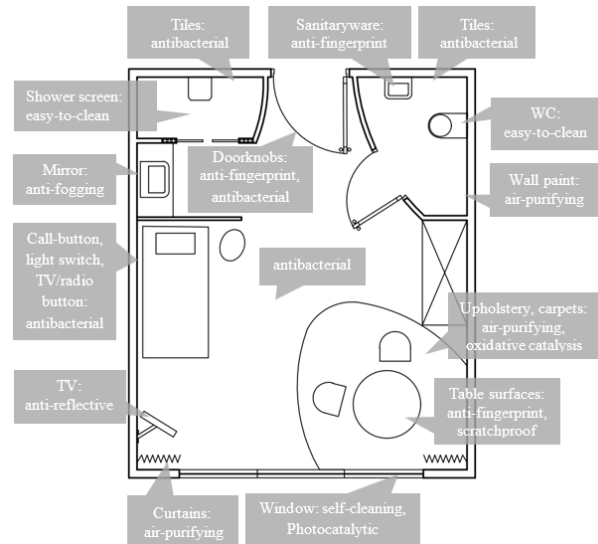 Tiles:
antibacterial
Sanitaryware:
anti-fingerprint
Tiles:
antibacterial
Shower screen:
easy-to-clean
WC:
easy-to-clean
Mirror:
anti-fogging
Doorknobs:
anti-fingerprint,
antibacterial
Wall paint:
air-purifying
Call-button,
light switch,
TV/radio
button:
antibacterial
antibacterial
Upholstery, carpets:
air-purifying,
oxidative catalysis
TV:
anti-reflective
Table surfaces:
anti-fingerprint,
scratchproof
Curtains:
air-purifying
Window: self-cleaning,
Photocatalytic